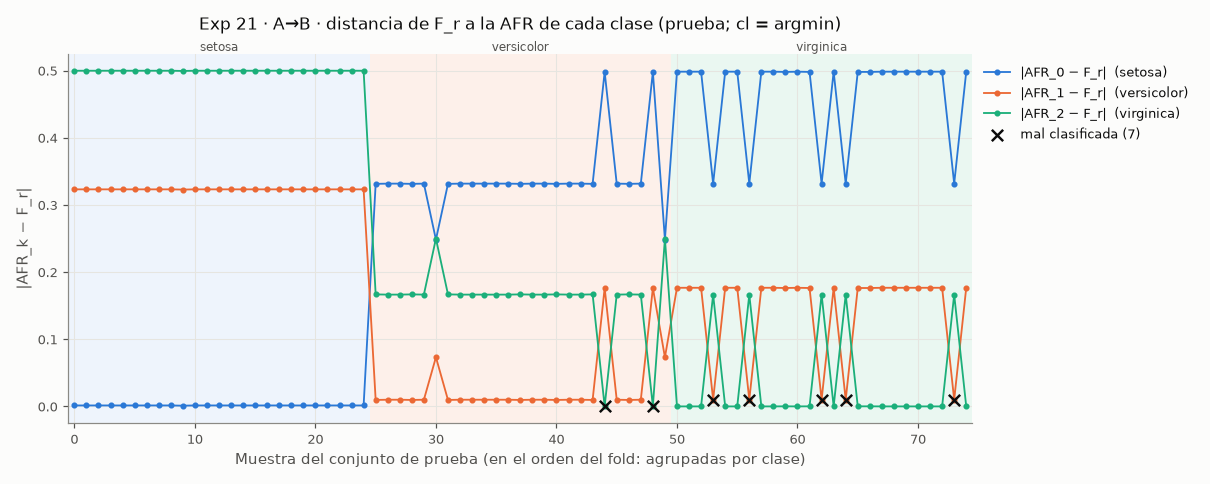 Exp 21 · A→B · distancia de F_r a la AFR de cada clase (prueba; cl = argmin)
setosa
versicolor
virginica
|AFR_0 − F_r| (setosa)
|AFR_1 − F_r| (versicolor)
|AFR_2 − F_r| (virginica)
mal clasificada (7)
|AFR_k − F_r|
0.5
0.4
0.3
0.2
0.1
0.0
0 10 20 30 40 50 60 70
Muestra del conjunto de prueba (en el orden del fold: agrupadas por clase)